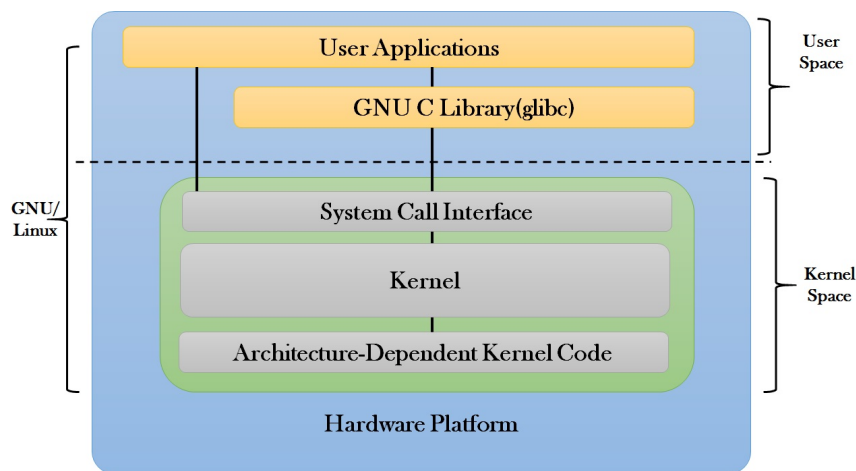 User Applications
User
Space
GNU C Library(glibc)
GNU/
Linux
System Call Interface
Kernel
Kernel
Space
Architecture-Dependent Kernel Code
Hardware Platform